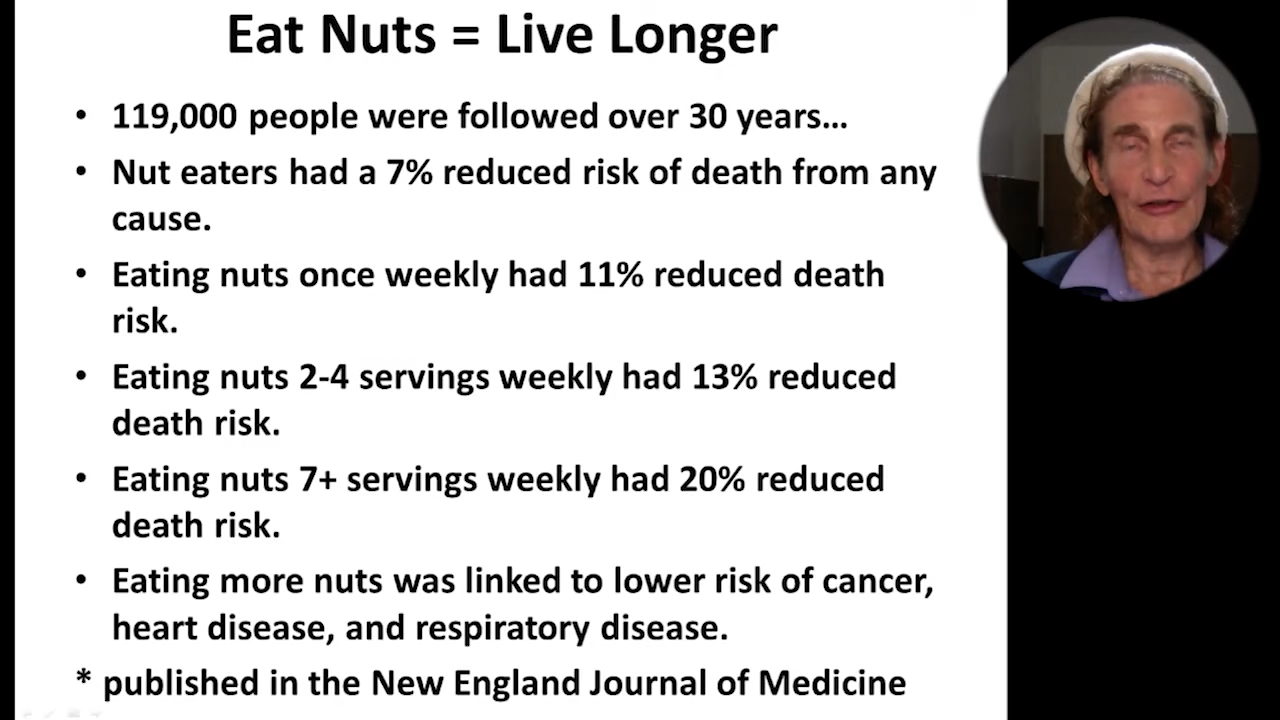 Eat Nuts = Live Longer
• 119,000 people were followed over 30 years...
• Nut eaters had a 7% reduced risk of death from any
cause.
• Eating nuts once weekly had 11% reduced death
risk.
• Eating nuts 2-4 servings weekly had 13% reduced
death risk.
• Eating nuts 7+ servings weekly had 20% reduced
death risk.
• Eating more nuts was linked to lower risk of cancer,
heart disease, and respiratory disease.
* published in the New England Journal of Medicine